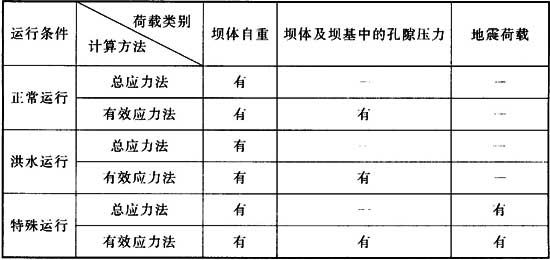 运行条件 荷载类别 计算方法 坝体自重 坝体及坝基中的孔隙压力 地震荷载
正常运行 总应力法 有 — —
有效应力法 有 有 —
洪水运行 总应力法 有 — —
有效应力法 有 有 —
特殊运行 总应力法 有 — 有
有效应力法 有 有 有